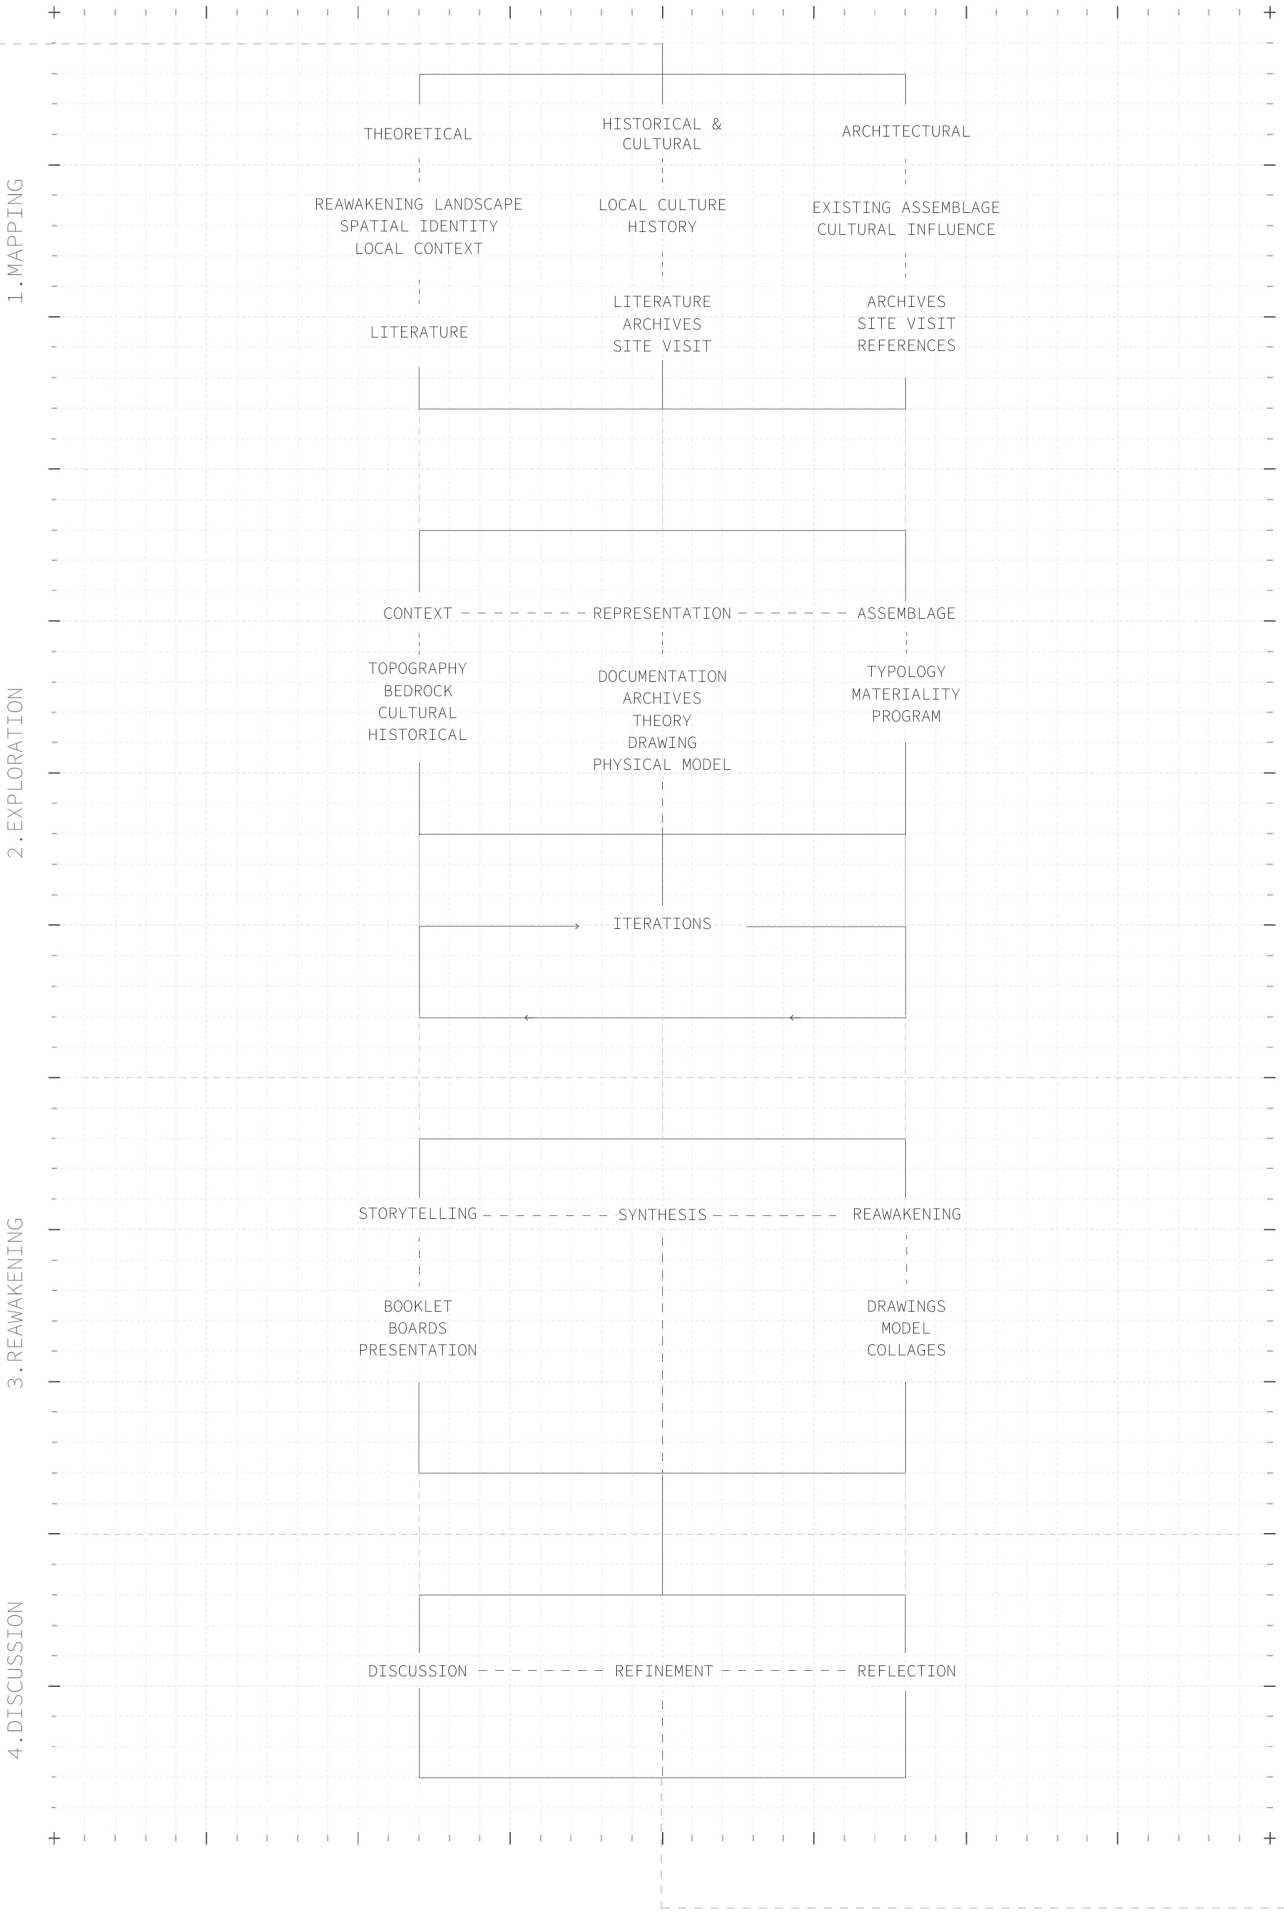 1.MAPPING
THEORETICAL
HISTORICAL &
CULTURAL
ARCHITECTURAL
REAWAKENING LANDSCAPE
SPATIAL IDENTITY
LOCAL CONTEXT
LOCAL CULTURE
HISTORY
EXISTING ASSEMBLAGE
CULTURAL INFLUENCE
LITERATURE
LITERATURE
ARCHIVES
SITE VISIT
ARCHIVES
SITE VISIT
REFERENCES
2.EXPLORATION
CONTEXT
REPRESENTATION
ASSEMBLAGE
TOPOGRAPHY
BEDROCK
CULTURAL
HISTORICAL
DOCUMENTATION
ARCHIVES
THEORY
DRAWING
PHYSICAL MODEL
TYPOLOGY
MATERIALITY
PROGRAM
ITERATIONS
3.REAWAKENING
STORYTELLING
SYNTHESIS
REAWAKENING
BOOKLET
BOARDS
PRESENTATION
DRAWINGS
MODEL
COLLAGES
4.DISCUSSION
DISCUSSION
REFINEMENT
REFLECTION